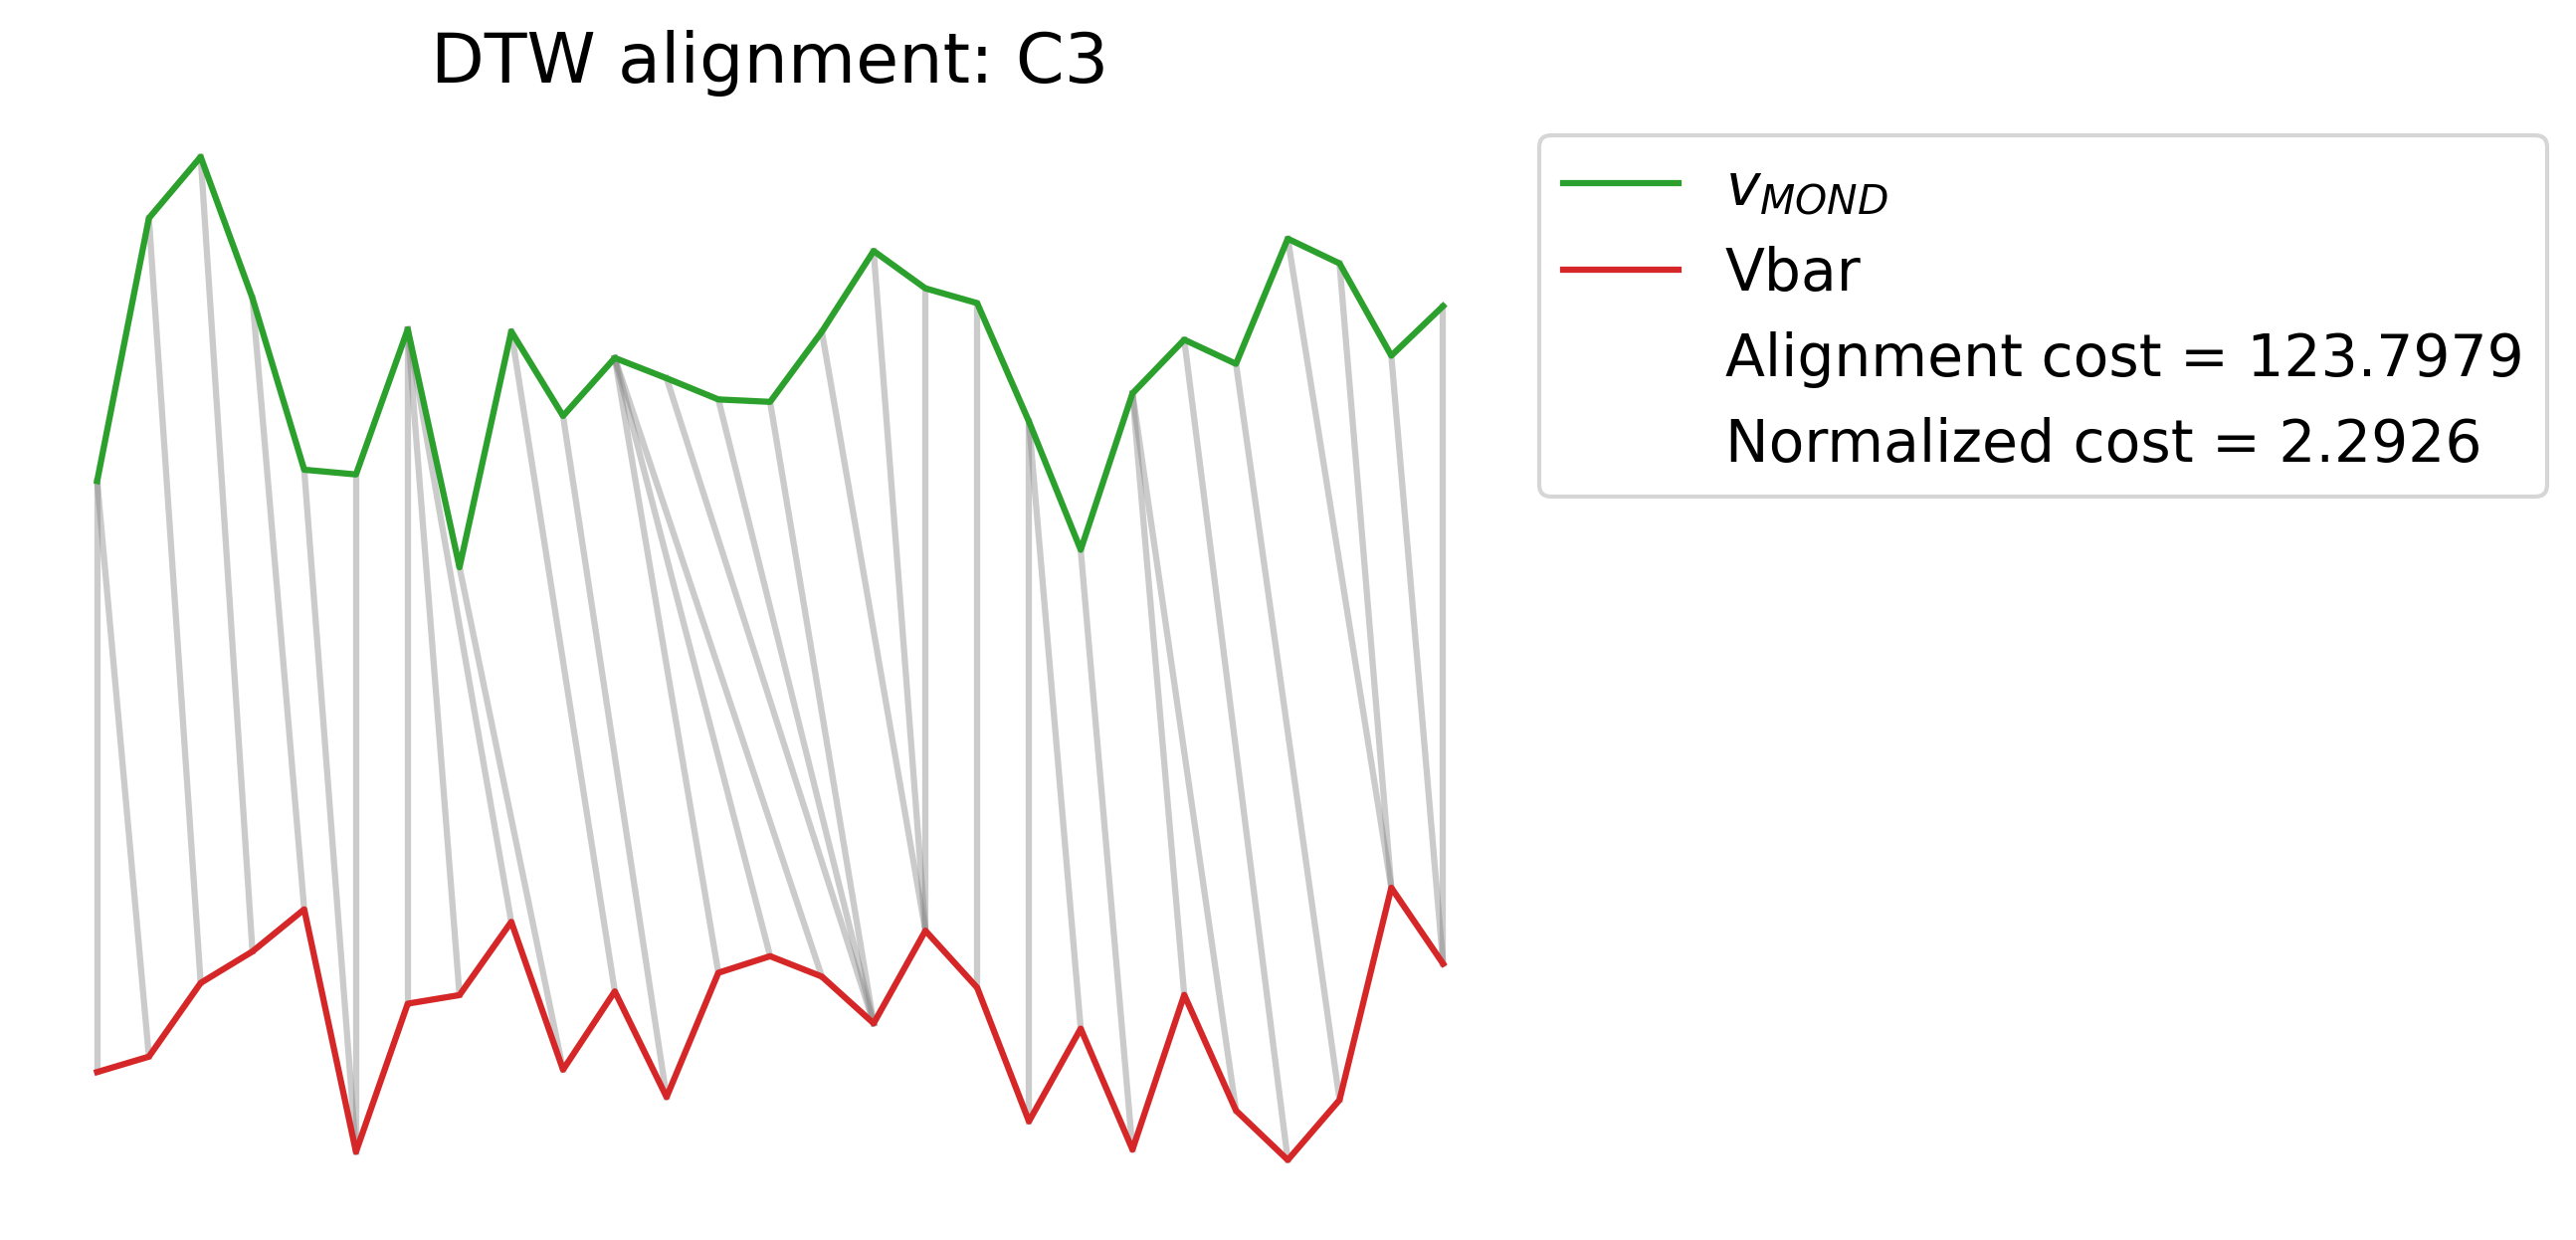 DTW alignment: C3
v_MOND
Vbar
Alignment cost = 123.7979
Normalized cost = 2.2926